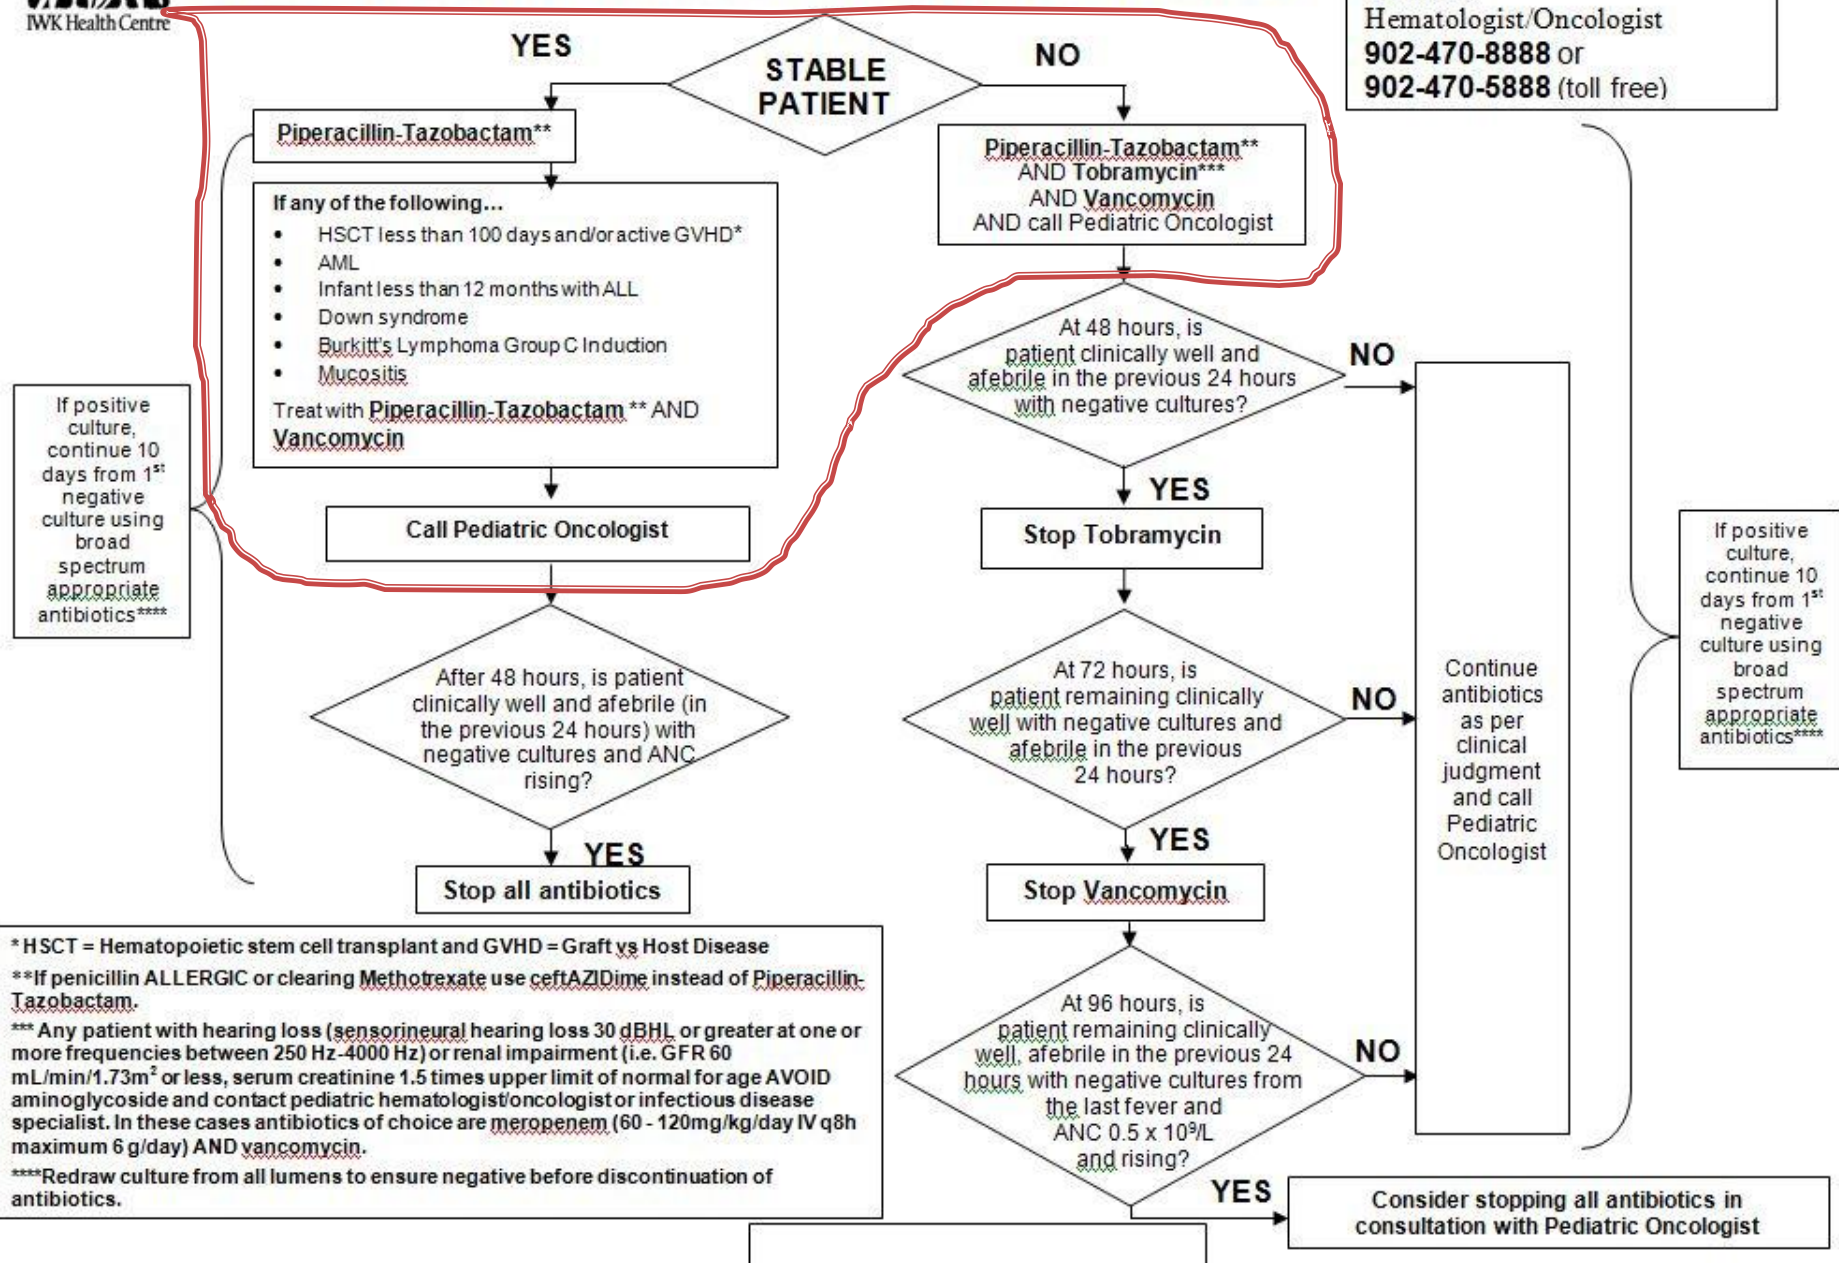 IWK Health Centre
Hematologist/Oncologist
902-470-8888 or
902-470-5888 (toll free)
STABLE
PATIENT
YES
NO
Piperacillin-Tazobactam**
If any of the following...
• HSCT less than 100 days and/or active GVHD*
• AML
• Infant less than 12 months with ALL
• Down syndrome
• Burkitt's Lymphoma Group C Induction
• Mucositis
Treat with Piperacillin-Tazobactam ** AND
Vancomycin
Call Pediatric Oncologist
If positive
culture,
continue 10
days from 1st
negative
culture using
broad
spectrum
appropriate
antibiotics****
After 48 hours, is patient
clinically well and afebrile (in
the previous 24 hours) with
negative cultures and ANC
rising?
YES
Stop all antibiotics
Piperacillin-Tazobactam**
AND Tobramycin***
AND Vancomycin
AND call Pediatric Oncologist
At 48 hours, is
patient clinically well and
afebrile in the previous 24 hours
with negative cultures?
NO
YES
Stop Tobramycin
At 72 hours, is
patient remaining clinically
well with negative cultures and
afebrile in the previous
24 hours?
NO
YES
Stop Vancomycin
At 96 hours, is
patient remaining clinically
well, afebrile in the previous 24
hours with negative cultures from
the last fever and
ANC 0.5 x 10⁹/L
and rising?
NO
YES
Consider stopping all antibiotics in
consultation with Pediatric Oncologist
Continue
antibiotics
as per
clinical
judgment
and call
Pediatric
Oncologist
If positive
culture,
continue 10
days from 1st
negative
culture using
broad
spectrum
appropriate
antibiotics****
* HSCT = Hematopoietic stem cell transplant and GVHD = Graft vs Host Disease
**If penicillin ALLERGIC or clearing Methotrexate use ceftAZIDime instead of Piperacillin-
Tazobactam.
*** Any patient with hearing loss (sensorineural hearing loss 30 dBHL or greater at one or
more frequencies between 250 Hz-4000 Hz) or renal impairment (i.e. GFR 60
mL/min/1.73m² or less, serum creatinine 1.5 times upper limit of normal for age AVOID
aminoglycoside and contact pediatric hematologist/oncologist or infectious disease
specialist. In these cases antibiotics of choice are meropenem (60 - 120mg/kg/day IV q8h
maximum 6 g/day) AND vancomycin.
****Redraw culture from all lumens to ensure negative before discontinuation of
antibiotics.